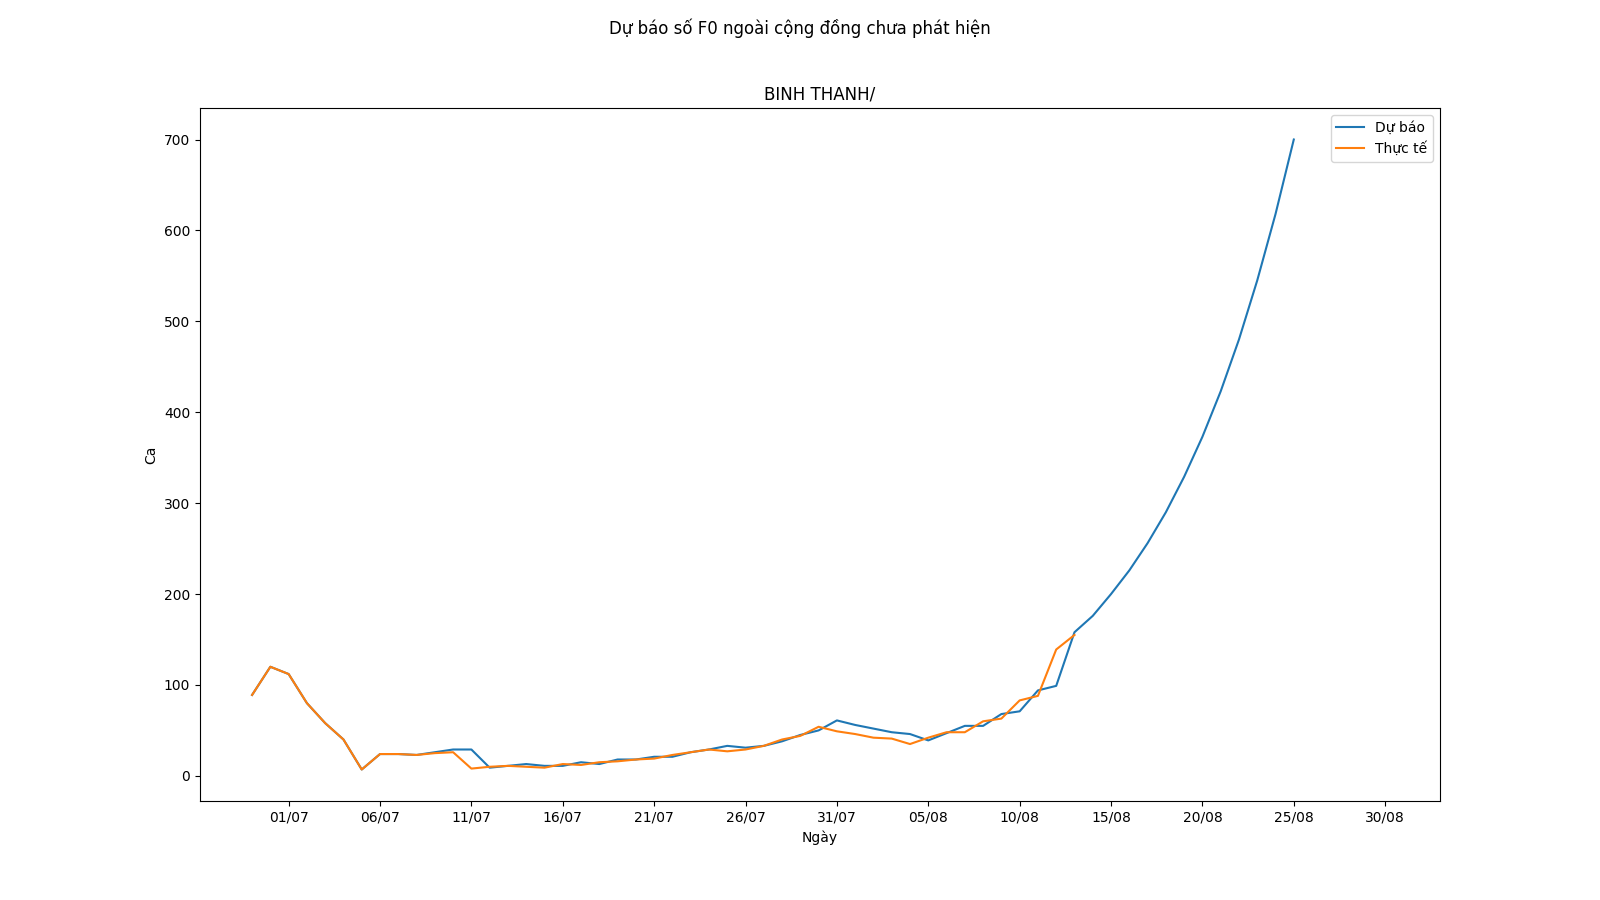 Dự báo số F0 ngoài cộng đồng chưa phát hiện
BINH THANH/
Dự báo
Thực tế
700
600
500
400
300
200
100
0
Ca
01/07 06/07 11/07 16/07 21/07 26/07 31/07 05/08 10/08 15/08 20/08 25/08 30/08
Ngày